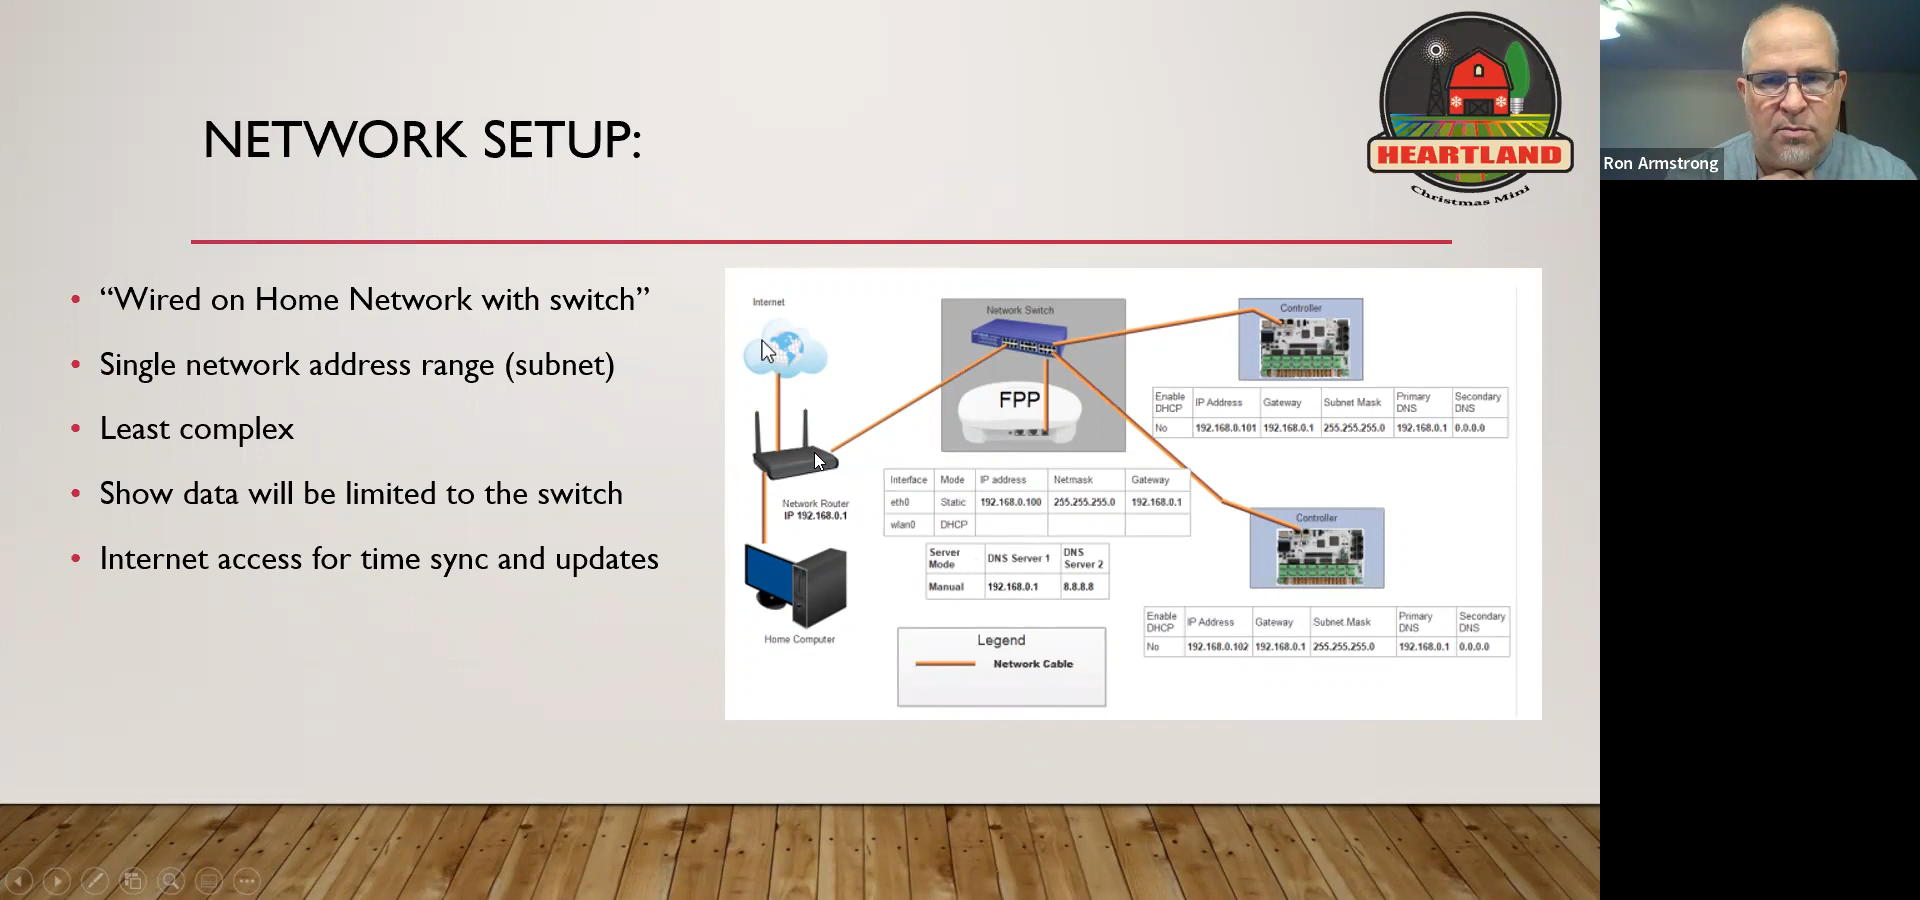 NETWORK SETUP:
HEARTLAND
Christmas Mini
Ron Armstrong
• “Wired on Home Network with switch”
• Single network address range (subnet)
• Least complex
• Show data will be limited to the switch
• Internet access for time sync and updates
Internet
Network Switch
FPP
Controller
Enable DHCP IP Address Gateway Subnet Mask Primary DNS Secondary DNS
No 192.168.0.101 192.168.0.1 255.255.255.0 192.168.0.1 0.0.0.0
Network Router
IP 192.168.0.1
Interface Mode IP address Netmask Gateway
eth0 Static 192.168.0.100 255.255.255.0 192.168.0.1
wlan0 DHCP
Server Mode DNS Server 1 DNS Server 2
Manual 192.168.0.1 8.8.8.8
Controller
Enable DHCP IP Address Gateway Subnet Mask Primary DNS Secondary DNS
No 192.168.0.102 192.168.0.1 255.255.255.0 192.168.0.1 0.0.0.0
Home Computer
Legend
Network Cable